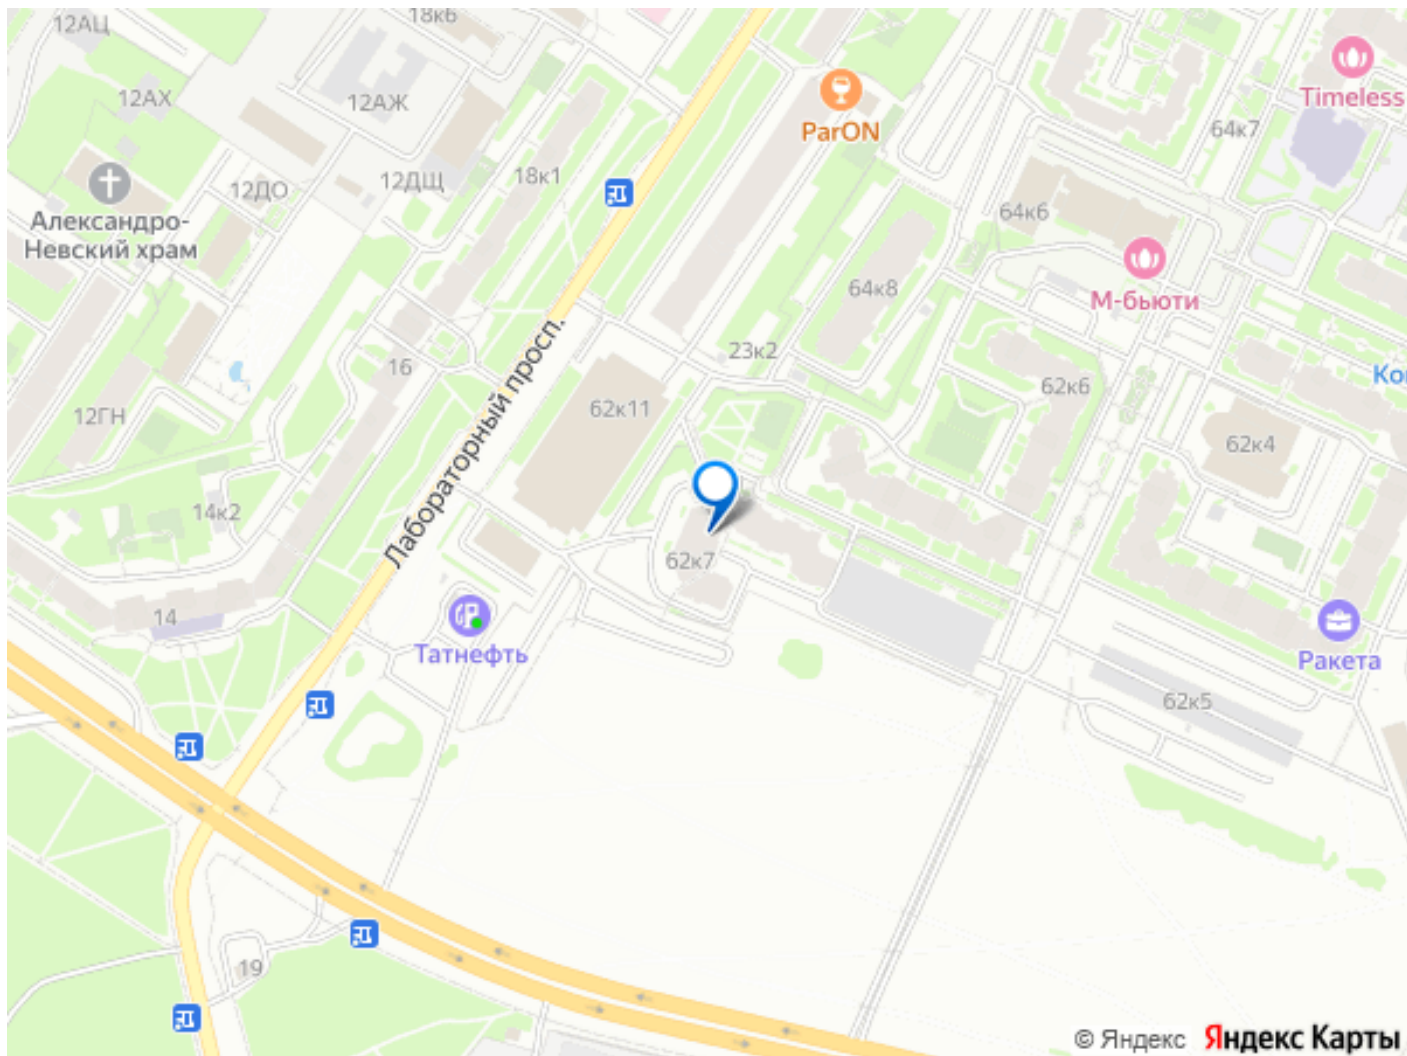 12АЦ
18к6
12АХ
12АЖ
ParON
Timeless
64к7
12ДО
12ДЩ
18к1
Александро-
Невский храм
64к6
64к8
М-бьюти
23к2
Лабораторный просп.
16
62к11
62к6
Ко
12ГН
62к4
14к2
62к7
14
Татнефть
Ракета
62к5
19
© Яндекс Яндекс Карты